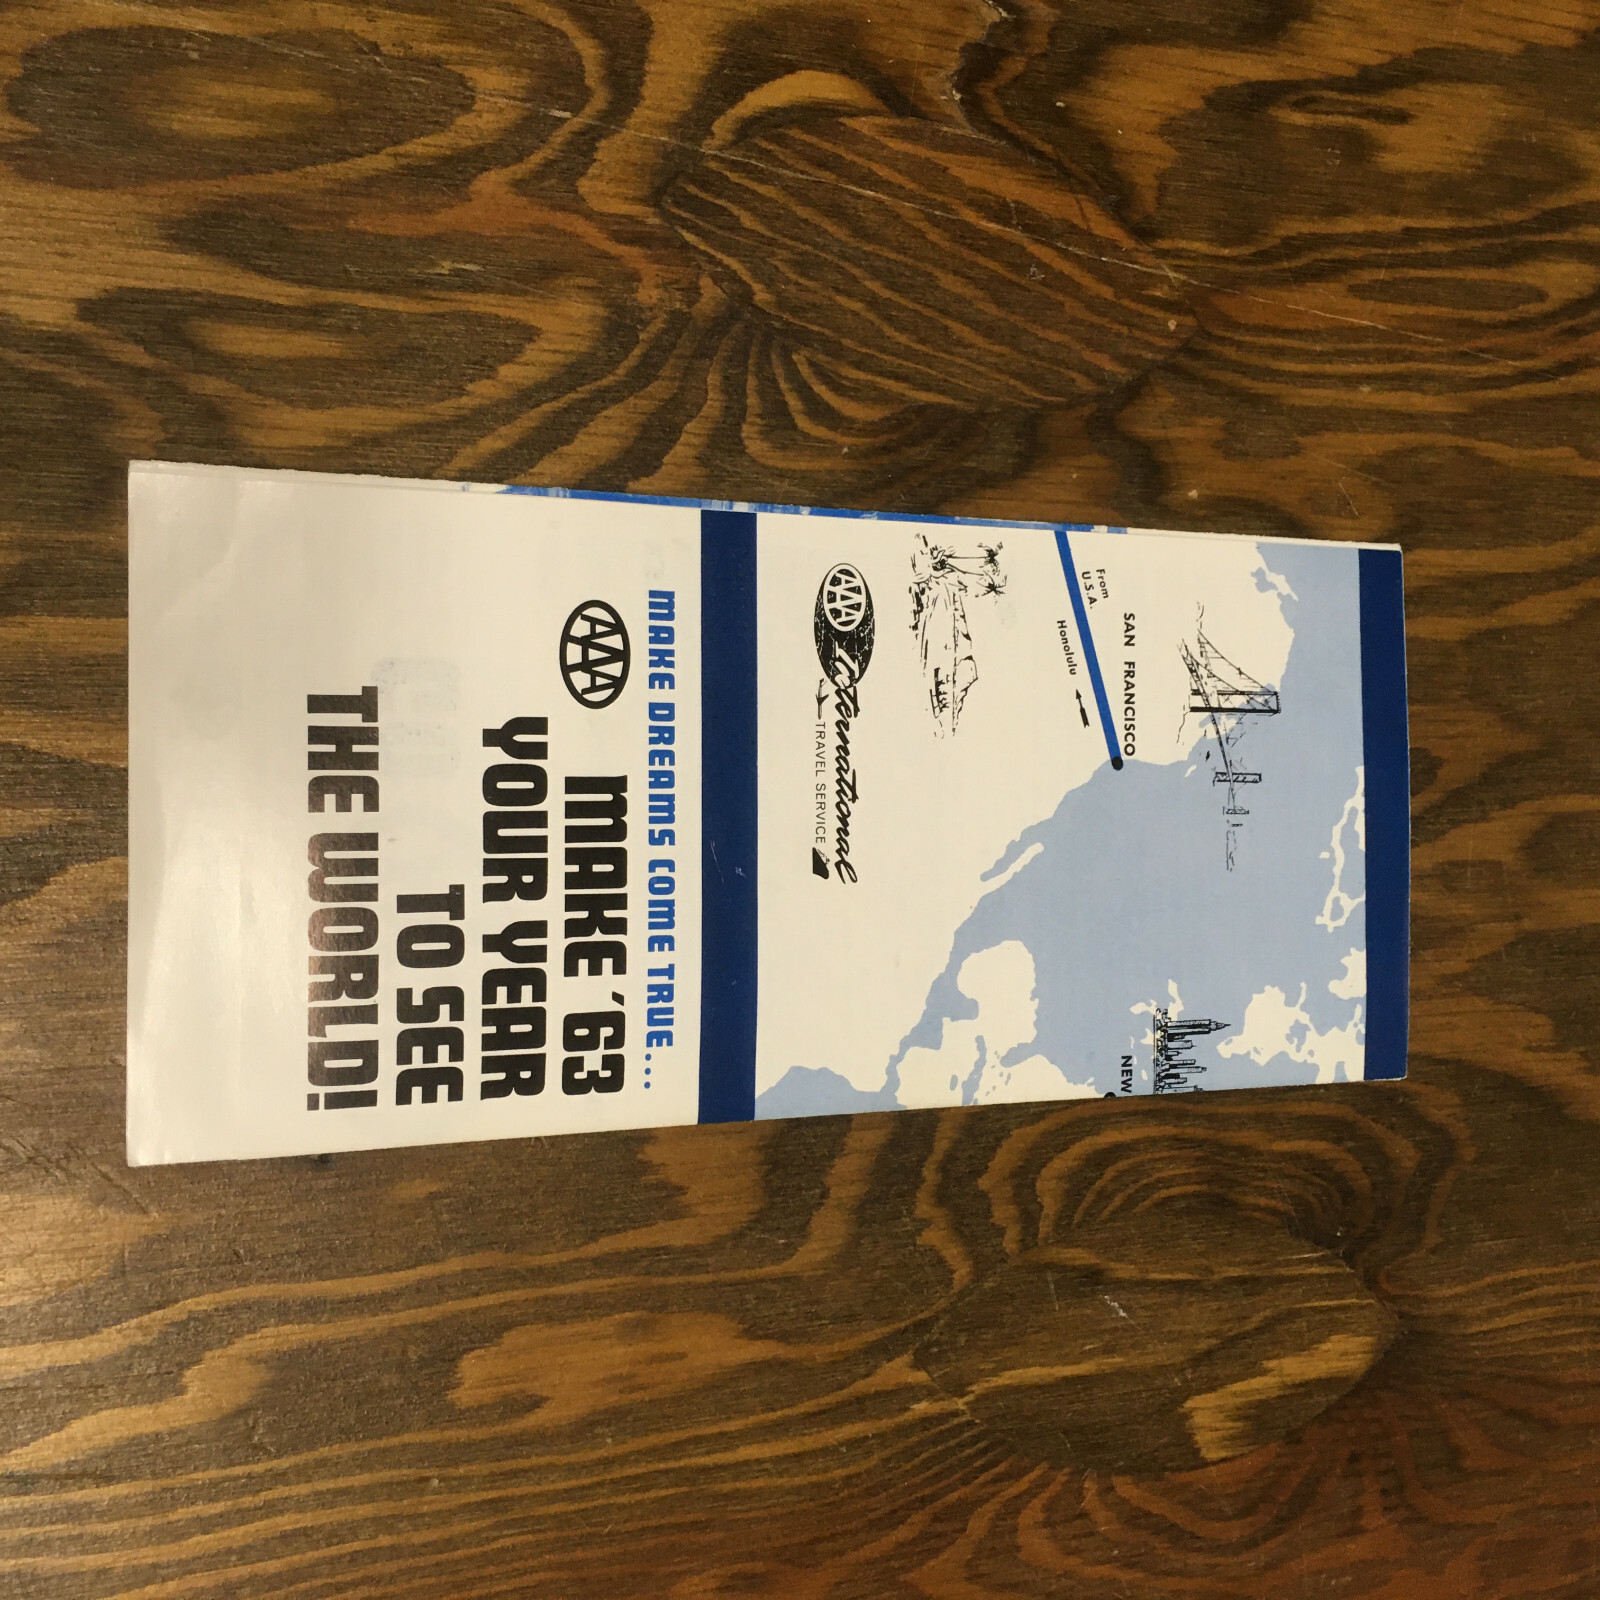 NEW
SAN FRANCISCO
From
U.S.A.
Honolulu
AAA International
TRAVEL SERVICE
MAKE DREAMS COME TRUE...
AAA
MAKE '63
YOUR YEAR
TO SEE
THE WORLD!